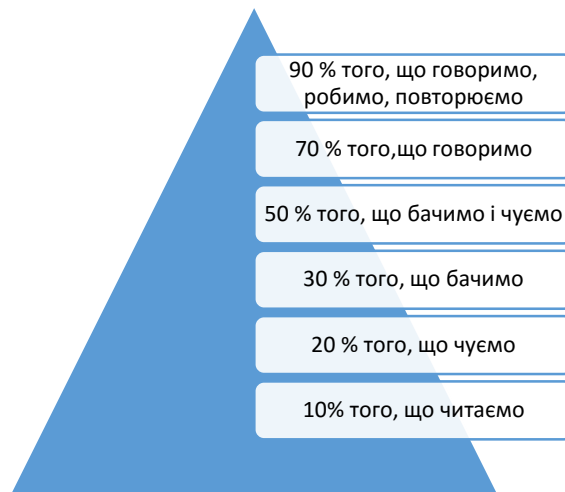 90 % того, що говоримо,
робимо, повторюємо
70 % того,що говоримо
50 % того, що бачимо і чуємо
30 % того, що бачимо
20 % того, що чуємо
10% того, що читаємо